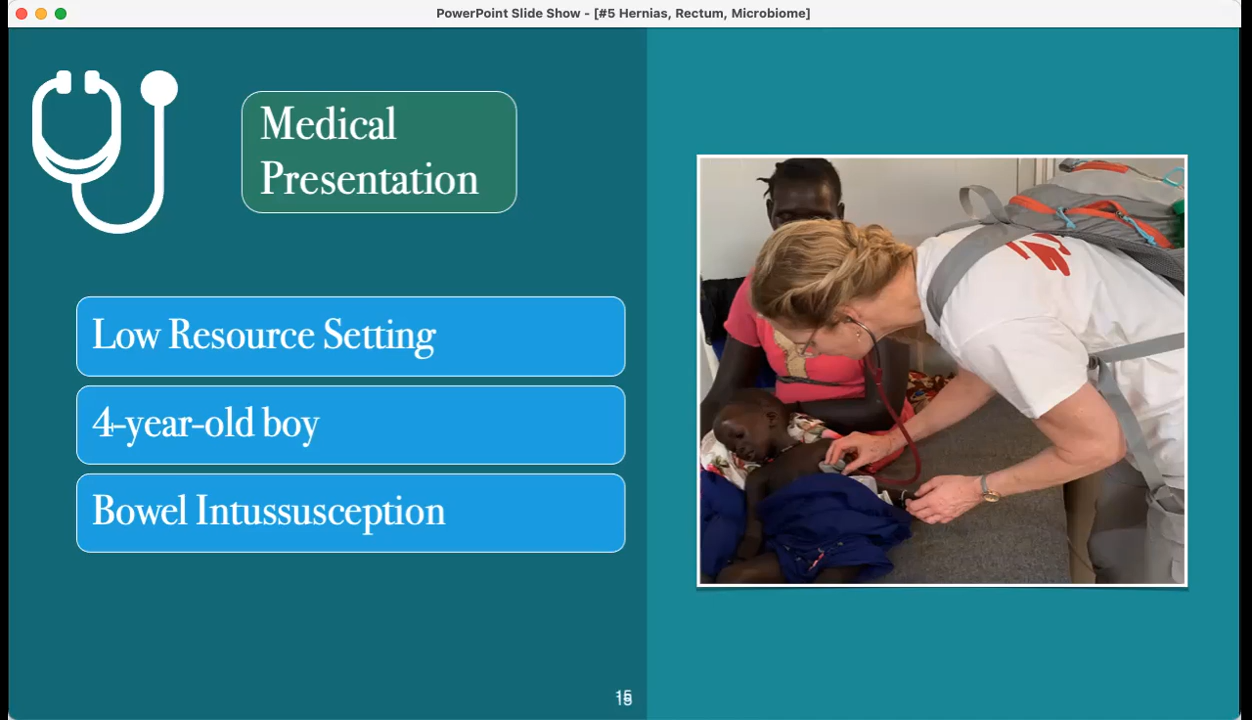 PowerPoint Slide Show - [#5 Hernias, Rectum, Microbiome]
Medical
Presentation
Low Resource Setting
4-year-old boy
Bowel Intussusception